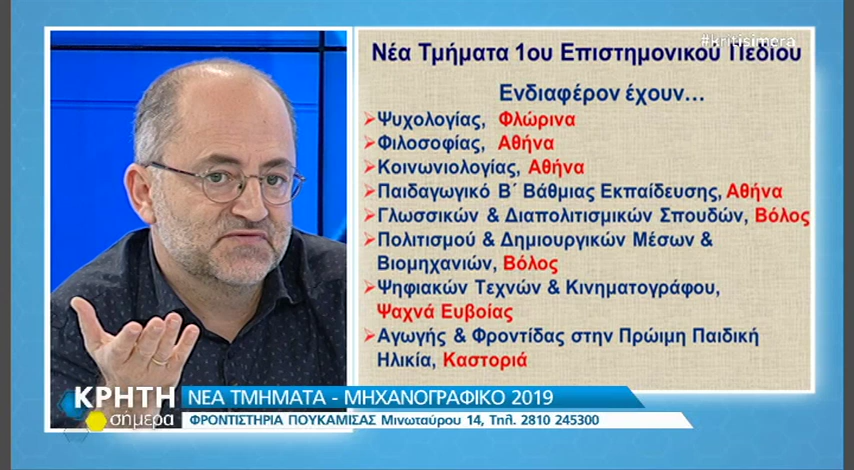 Νέα Τμήματα 1ου Επιστημονικού Πεδίου
#kritisimera
Ενδιαφέρον έχουν...
Ψυχολογίας, Φλώρινα
Φιλοσοφίας, Αθήνα
Κοινωνιολογίας, Αθήνα
Παιδαγωγικό Β΄ Βάθμιας Εκπαίδευσης, Αθήνα
Γλωσσικών & Διαπολιτισμικών Σπουδών, Βόλος
Πολιτισμού & Δημιουργικών Μέσων &
Βιομηχανιών, Βόλος
Ψηφιακών Τεχνών & Κινηματογράφου,
Ψαχνά Ευβοίας
Αγωγής & Φροντίδας στην Πρώιμη Παιδική
Ηλικία, Καστοριά
ΚΡΗΤΗ
σήμερα
ΝΕΑ ΤΜΗΜΑΤΑ - ΜΗΧΑΝΟΓΡΑΦΙΚΟ 2019
ΦΡΟΝΤΙΣΤΗΡΙΑ ΠΟΥΚΑΜΙΣΑΣ Μινωταύρου 14, Τηλ. 2810 245300